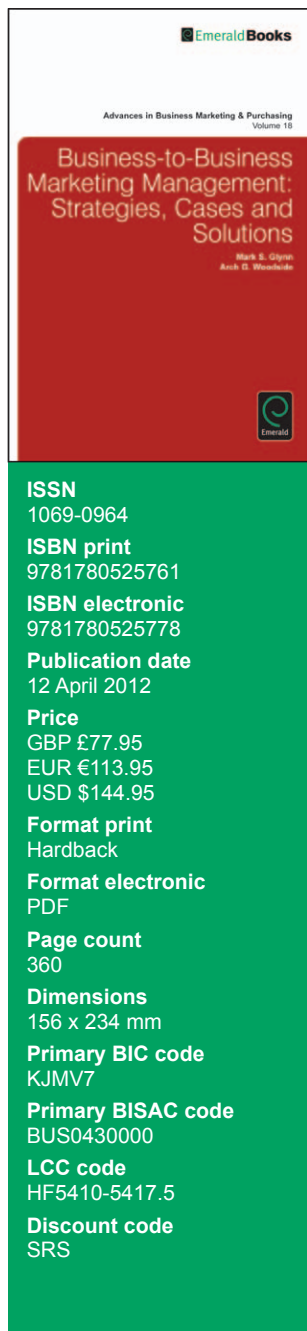 EmeraldBooks
Advances in Business Marketing & Purchasing
Volume 18
Business-to-Business
Marketing Management:
Strategies, Cases and
Solutions
Mark S. Glynn
Arch G. Woodside
Emerald
ISSN
1069-0964
ISBN print
9781780525761
ISBN electronic
9781780525778
Publication date
12 April 2012
Price
GBP £77.95
EUR €113.95
USD $144.95
Format print
Hardback
Format electronic
PDF
Page count
360
Dimensions
156 x 234 mm
Primary BIC code
KJMV7
Primary BISAC code
BUS0430000
LCC code
HF5410-5417.5
Discount code
SRS